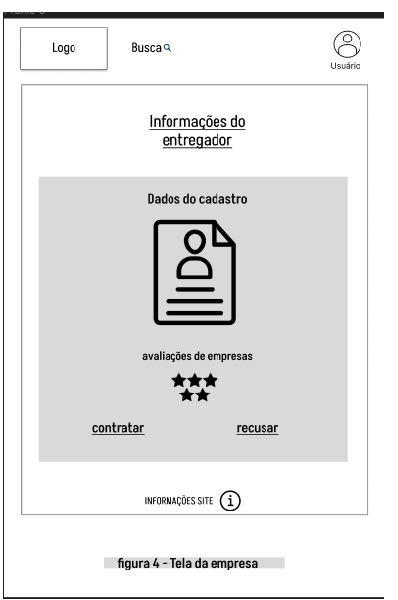 Logo
Busca
Usuário
Informações do
entregador
Dados do cadastro
avaliações de empresas
contratar
recusar
INFORNAÇÕES SITE
figura 4 - Tela da empresa